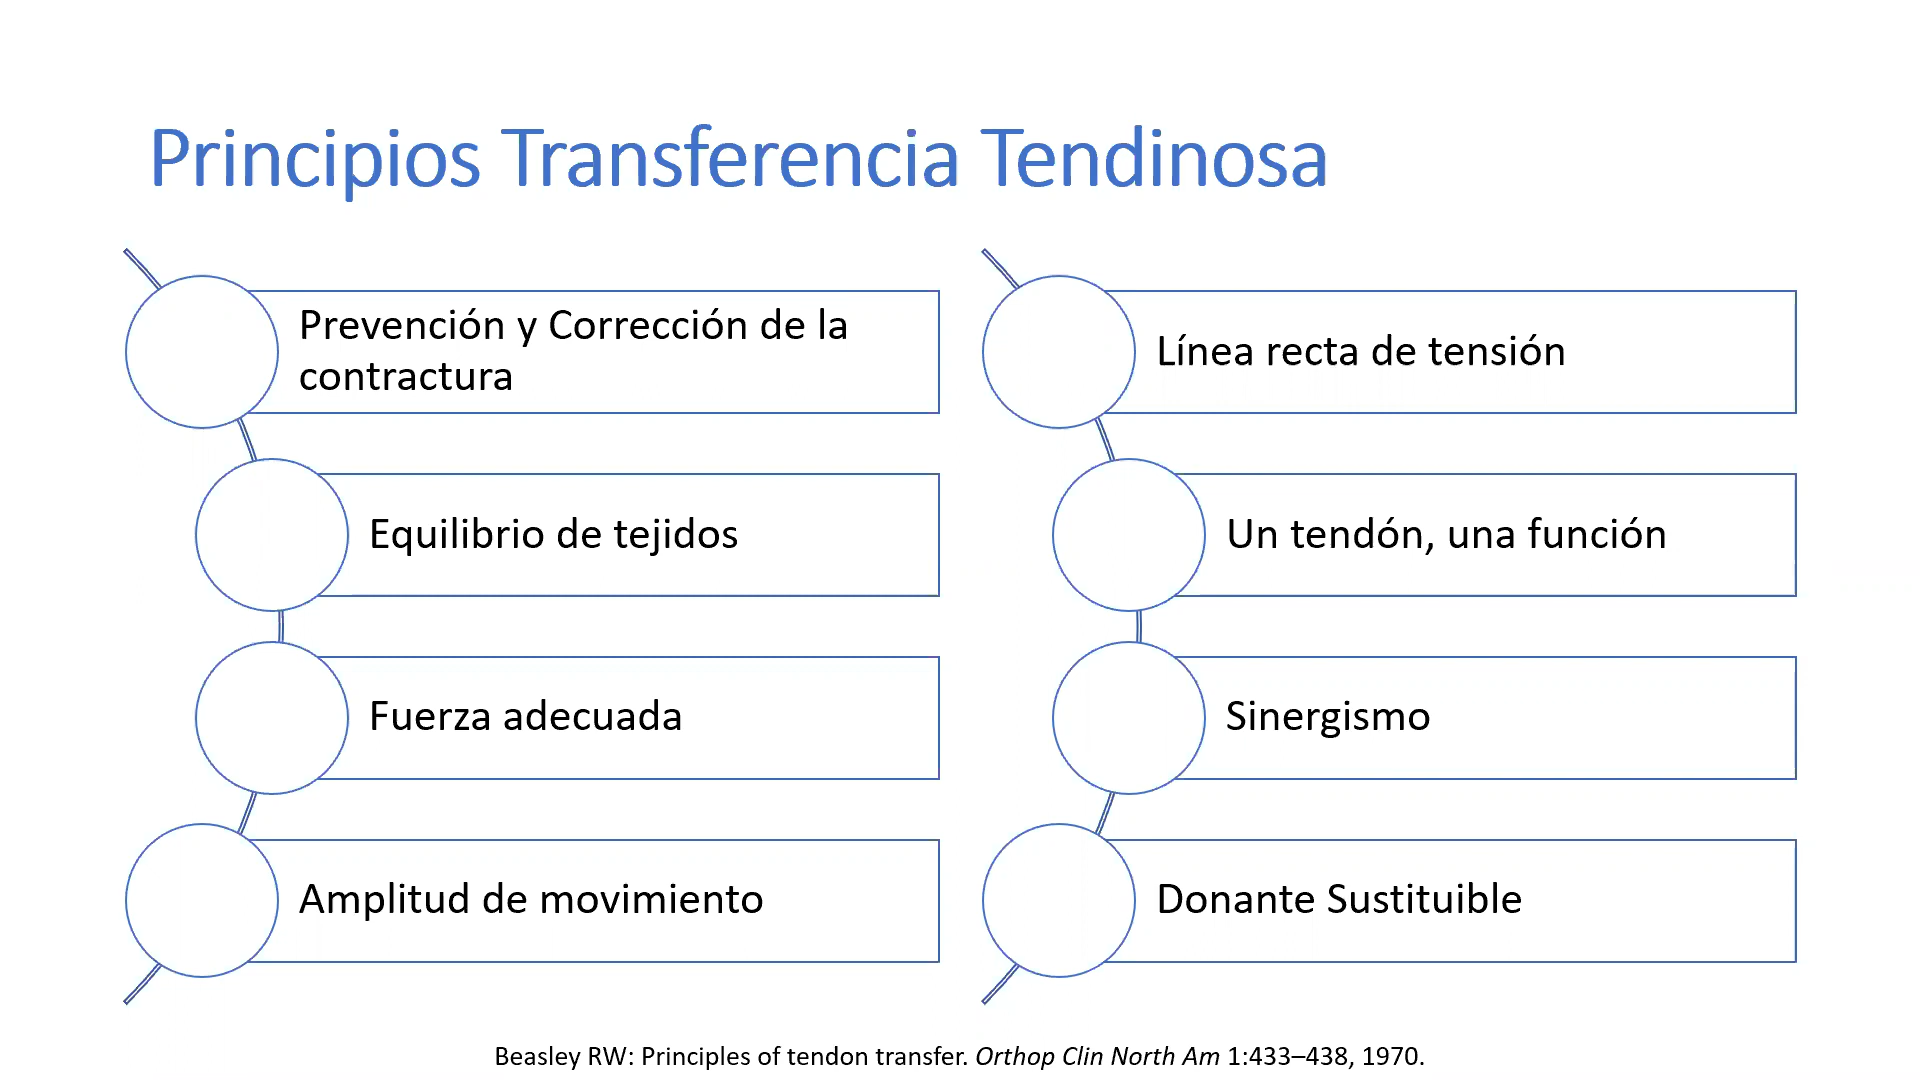 Principios Transferencia Tendinosa
Prevención y Corrección de la
contractura
Equilibrio de tejidos
Fuerza adecuada
Amplitud de movimiento
Línea recta de tensión
Un tendón, una función
Sinergismo
Donante Sustituible
Beasley RW: Principles of tendon transfer. Orthop Clin North Am 1:433–438, 1970.